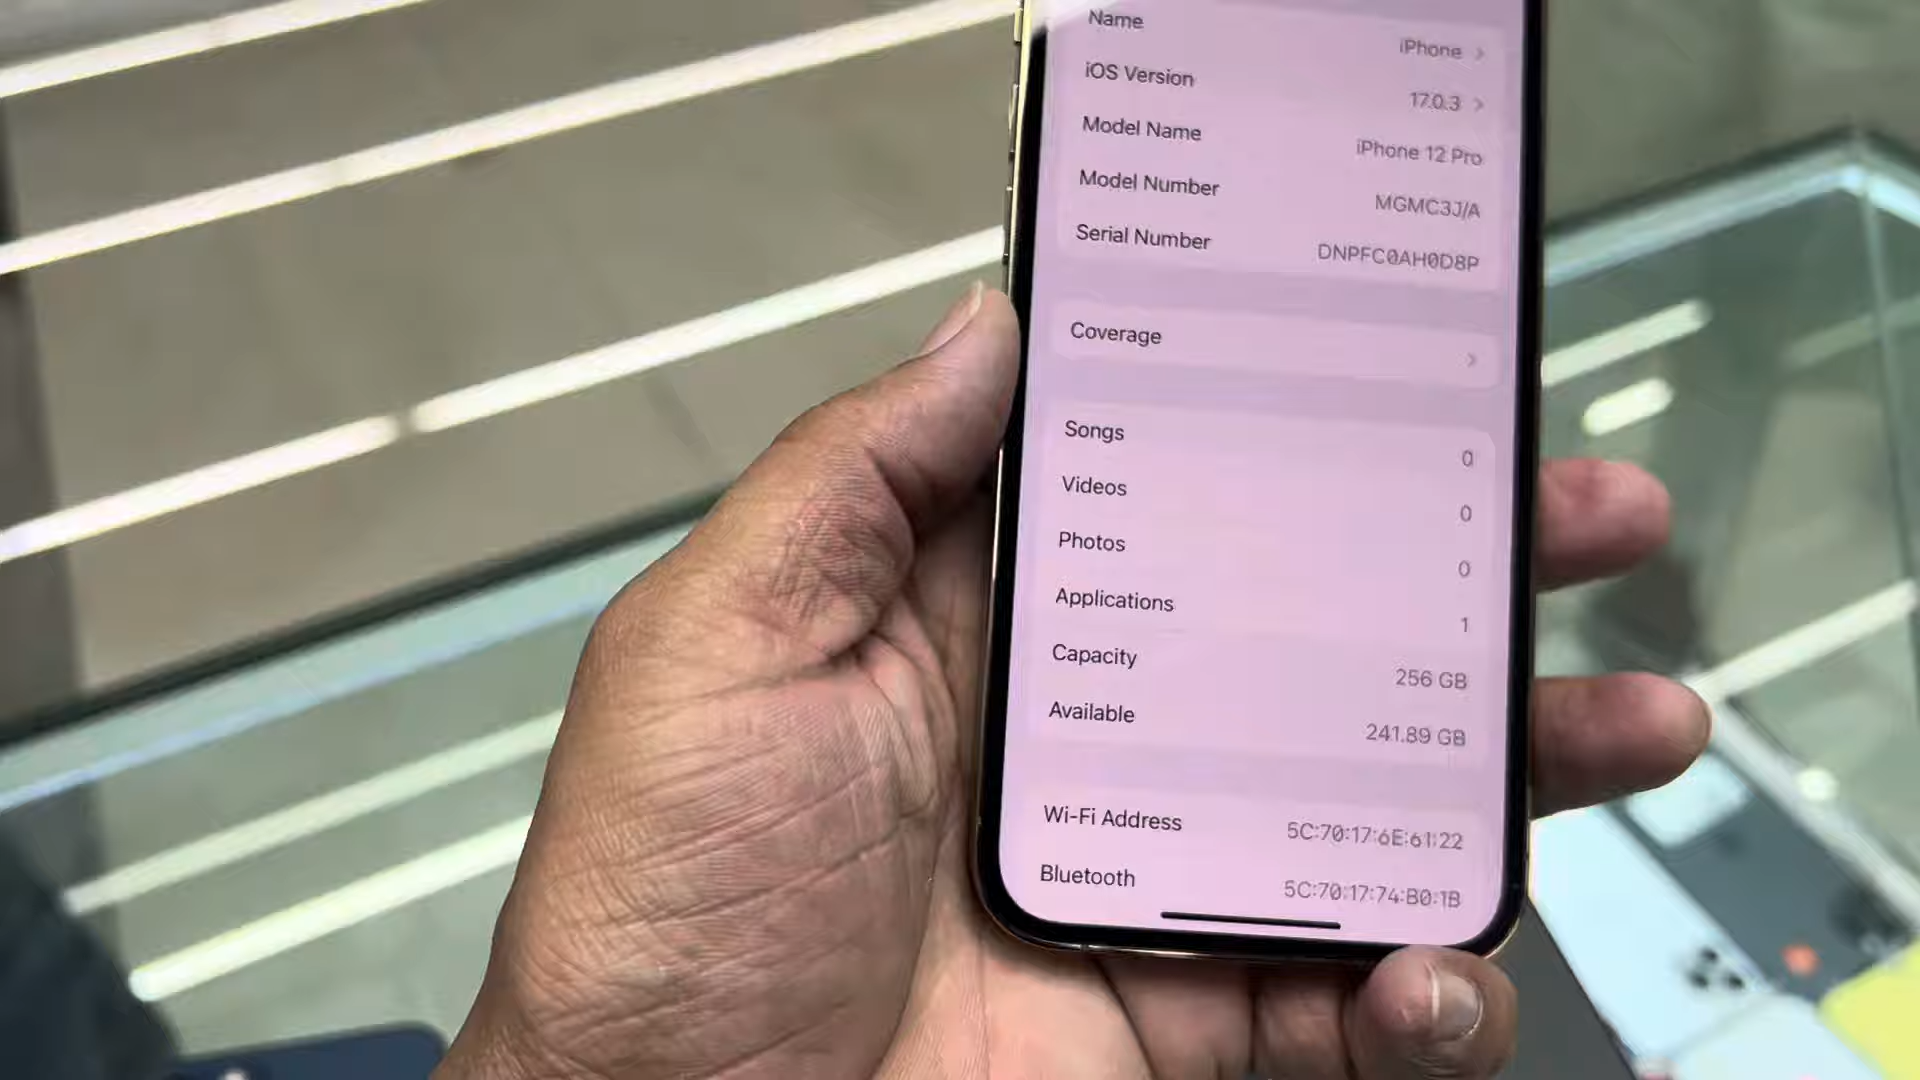 Name
iPhone
iOS Version
17.0.3
Model Name
iPhone 12 Pro
Model Number
MGMC3J/A
Serial Number
DNPFC0AH0D8P
Coverage
Songs
0
Videos
0
Photos
0
Applications
1
Capacity
256 GB
Available
241.89 GB
Wi-Fi Address
5C:70:17:6E:61:22
Bluetooth
5C:70:17:74:B0:1B